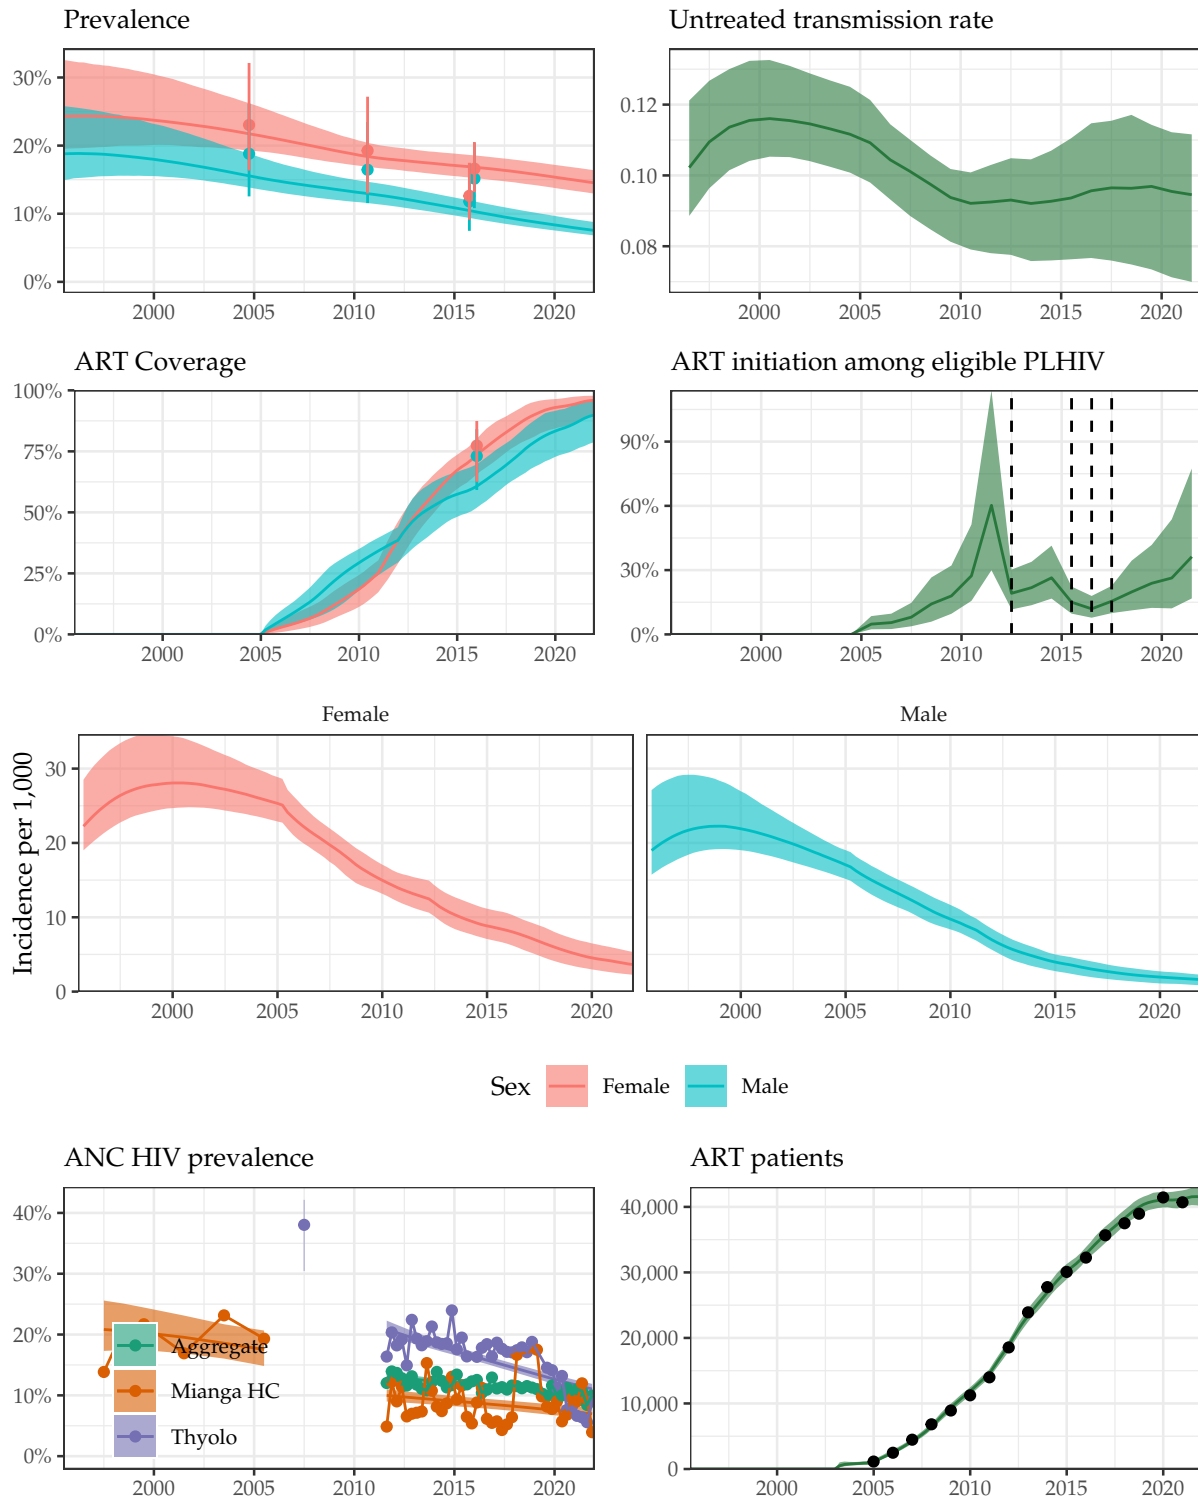 Prevalence
Untreated transmission rate
30%
20%
10%
0%
2000 2005 2010 2015 2020
0.12
0.10
0.08
2000 2005 2010 2015 2020
ART Coverage
ART initiation among eligible PLHIV
100%
75%
50%
25%
0%
2000 2005 2010 2015 2020
90%
60%
30%
0%
2000 2005 2010 2015 2020
Female
Male
Incidence per 1,000
30
20
10
0
2000 2005 2010 2015 2020
2000 2005 2010 2015 2020
Sex Female Male
ANC HIV prevalence
ART patients
40%
30%
20%
10%
0%
Aggregate
Mianga HC
Thyolo
2000 2005 2010 2015 2020
40,000
30,000
20,000
10,000
0
2000 2005 2010 2015 2020